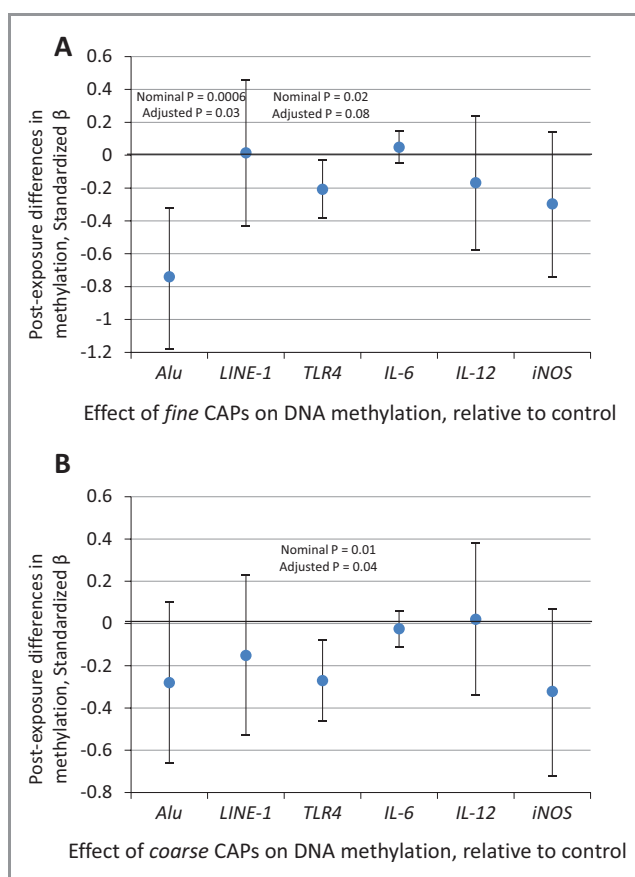 A
Post-exposure differences in
methylation, Standardized β
0.6
0.4
Nominal P = 0.0006
Adjusted P = 0.03
Nominal P = 0.02
Adjusted P = 0.08
0.2
0
-0.2
-0.4
-0.6
-0.8
-1
-1.2
Alu LINE-1 TLR4 IL-6 IL-12 iNOS
Effect of fine CAPs on DNA methylation, relative to control
B
Post-exposure differences in
methylation, Standardized β
0.6
0.4
Nominal P = 0.01
Adjusted P = 0.04
0.2
0
-0.2
-0.4
-0.6
-0.8
Alu LINE-1 TLR4 IL-6 IL-12 iNOS
Effect of coarse CAPs on DNA methylation, relative to control